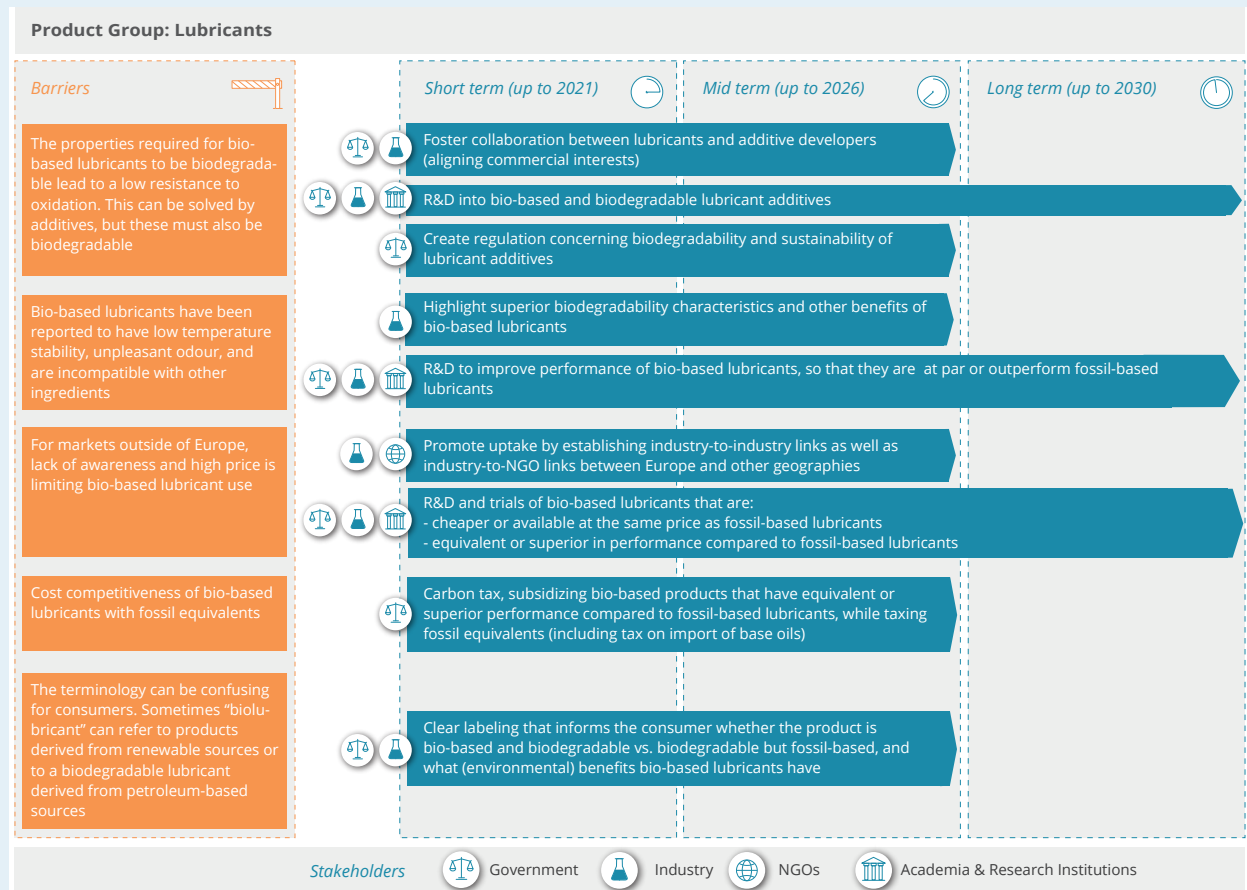 Product Group: Lubricants
Barriers
Short term (up to 2021)
Mid term (up to 2026)
Long term (up to 2030)
The properties required for bio-
based lubricants to be biodegrada-
ble lead to a low resistance to
oxidation. This can be solved by
additives, but these must also be
biodegradable
Foster collaboration between lubricants and additive developers
(aligning commercial interests)
R&D into bio-based and biodegradable lubricant additives
Create regulation concerning biodegradability and sustainability of
lubricant additives
Bio-based lubricants have been
reported to have low temperature
stability, unpleasant odour, and
are incompatible with other
ingredients
Highlight superior biodegradability characteristics and other benefits of
bio-based lubricants
R&D to improve performance of bio-based lubricants, so that they are  at par or outperform fossil-based
lubricants
For markets outside of Europe,
lack of awareness and high price is
limiting bio-based lubricant use
Promote uptake by establishing industry-to-industry links as well as
industry-to-NGO links between Europe and other geographies
R&D and trials of bio-based lubricants that are:
- cheaper or available at the same price as fossil-based lubricants
- equivalent or superior in performance compared to fossil-based lubricants
Cost competitiveness of bio-based
lubricants with fossil equivalents
Carbon tax, subsidizing bio-based products that have equivalent or
superior performance compared to fossil-based lubricants, while taxing
fossil equivalents (including tax on import of base oils)
The terminology can be confusing
for consumers. Sometimes “biolu-
bricant” can refer to products
derived from renewable sources or
to a biodegradable lubricant
derived from petroleum-based
sources
Clear labeling that informs the consumer whether the product is
bio-based and biodegradable vs. biodegradable but fossil-based, and
what (environmental) benefits bio-based lubricants have
Stakeholders
Government
Industry
NGOs
Academia & Research Institutions